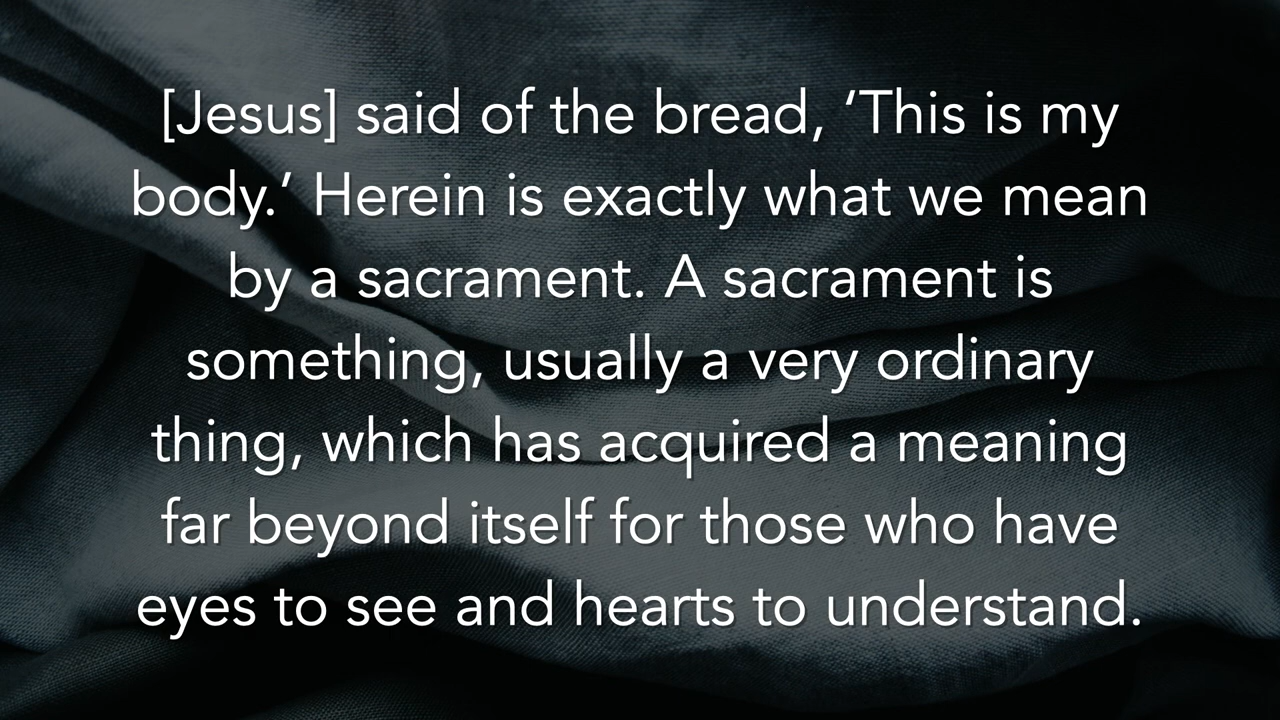 [Jesus] said of the bread, ‘This is my
body.’ Herein is exactly what we mean
by a sacrament. A sacrament is
something, usually a very ordinary
thing, which has acquired a meaning
far beyond itself for those who have
eyes to see and hearts to understand.